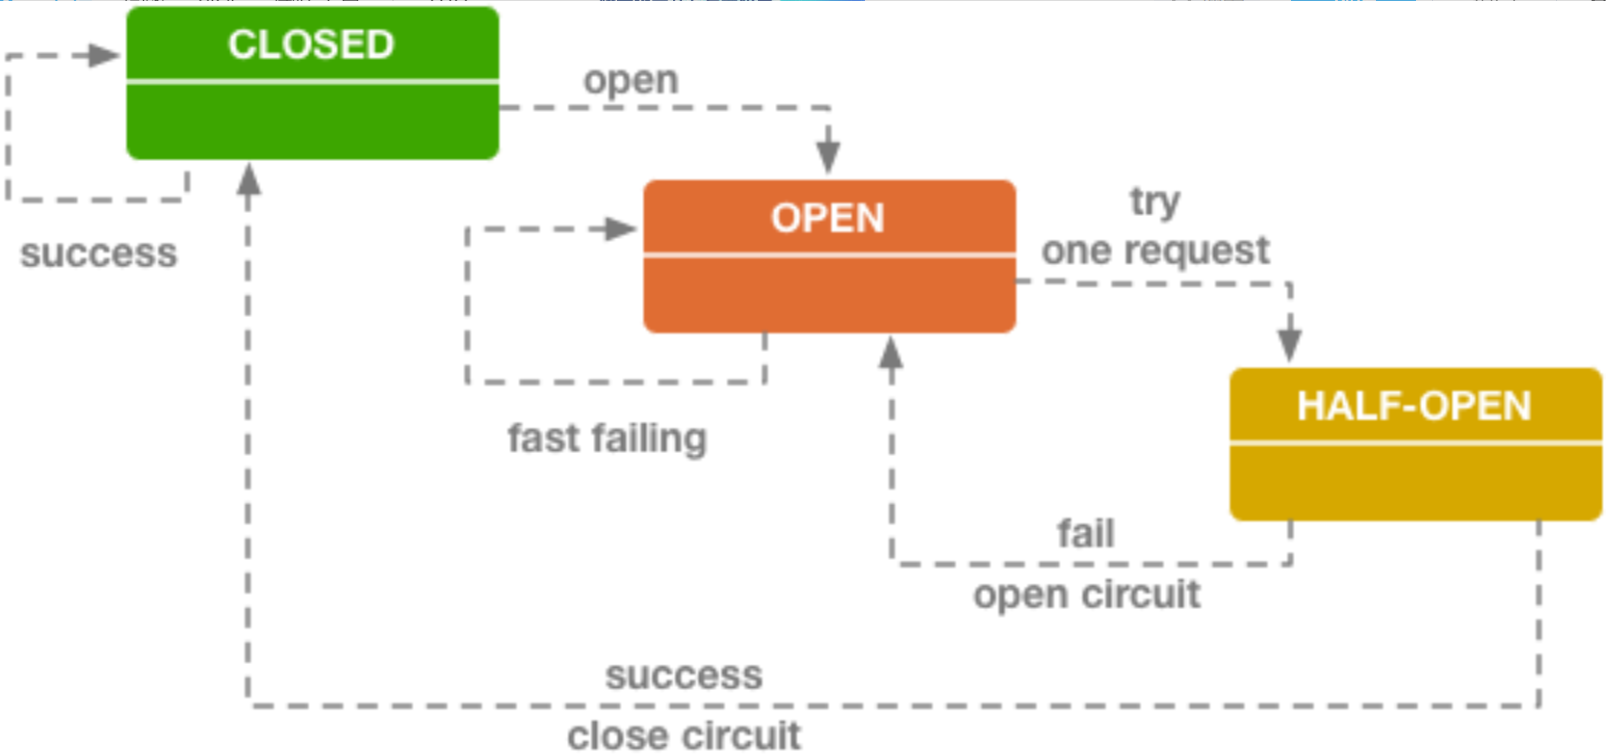 CLOSED
open
success
OPEN
try
one request
fast failing
HALF-OPEN
fail
open circuit
success
close circuit